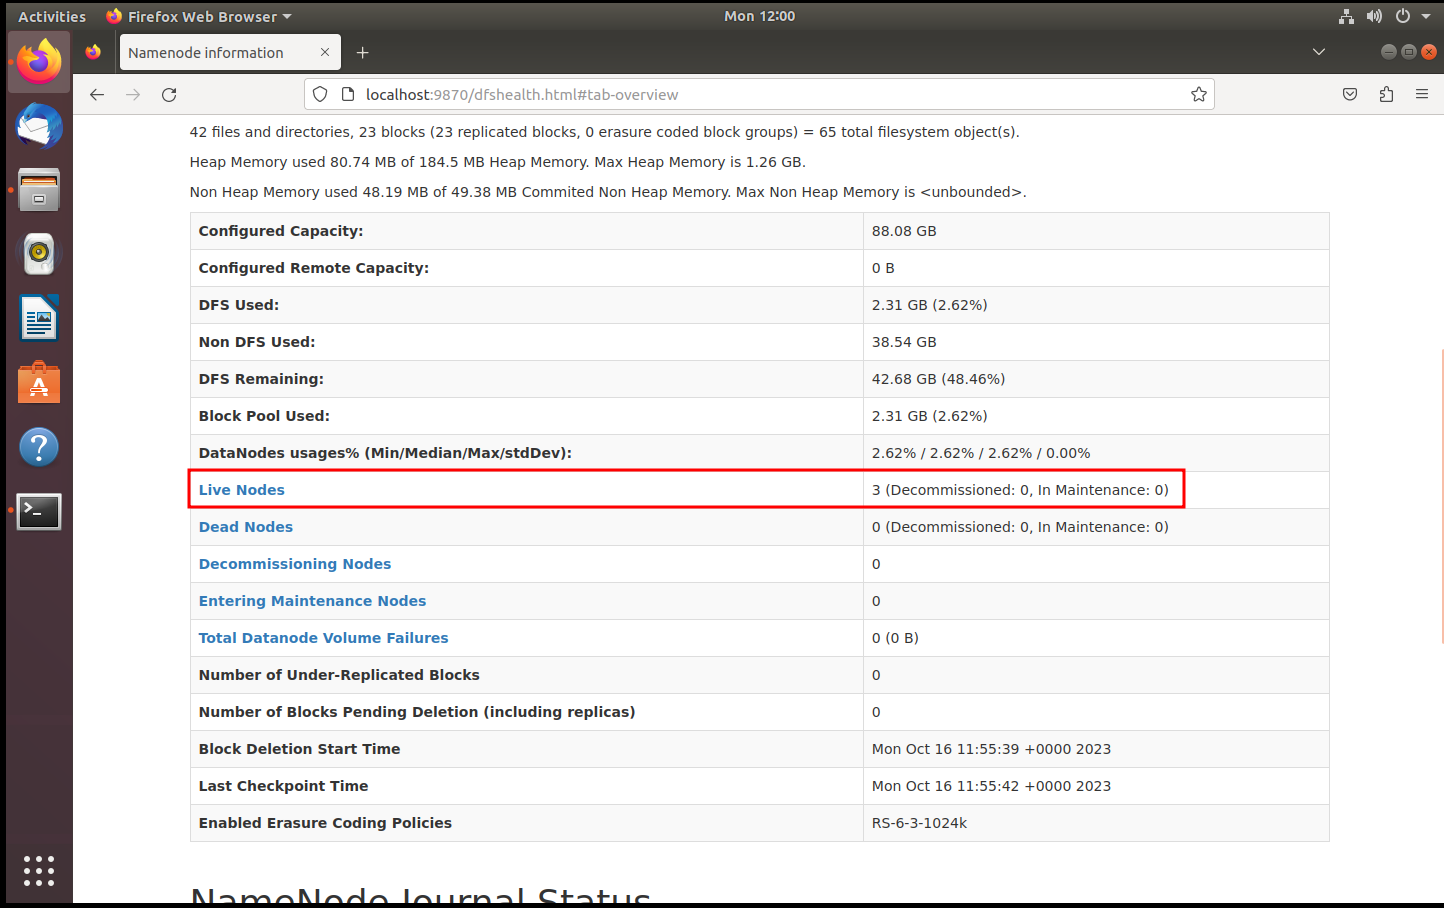 Activities Firefox Web Browser Mon 12:00
Namenode information
localhost:9870/dfshealth.html#tab-overview
42 files and directories, 23 blocks (23 replicated blocks, 0 erasure coded block groups) = 65 total filesystem object(s).
Heap Memory used 80.74 MB of 184.5 MB Heap Memory. Max Heap Memory is 1.26 GB.
Non Heap Memory used 48.19 MB of 49.38 MB Commited Non Heap Memory. Max Non Heap Memory is <unbounded>.
Configured Capacity: 88.08 GB
Configured Remote Capacity: 0 B
DFS Used: 2.31 GB (2.62%)
Non DFS Used: 38.54 GB
DFS Remaining: 42.68 GB (48.46%)
Block Pool Used: 2.31 GB (2.62%)
DataNodes usages% (Min/Median/Max/stdDev): 2.62% / 2.62% / 2.62% / 0.00%
Live Nodes 3 (Decommissioned: 0, In Maintenance: 0)
Dead Nodes 0 (Decommissioned: 0, In Maintenance: 0)
Decommissioning Nodes 0
Entering Maintenance Nodes 0
Total Datanode Volume Failures 0 (0 B)
Number of Under-Replicated Blocks 0
Number of Blocks Pending Deletion (including replicas) 0
Block Deletion Start Time Mon Oct 16 11:55:39 +0000 2023
Last Checkpoint Time Mon Oct 16 11:55:42 +0000 2023
Enabled Erasure Coding Policies RS-6-3-1024k
NameNode Journal Status